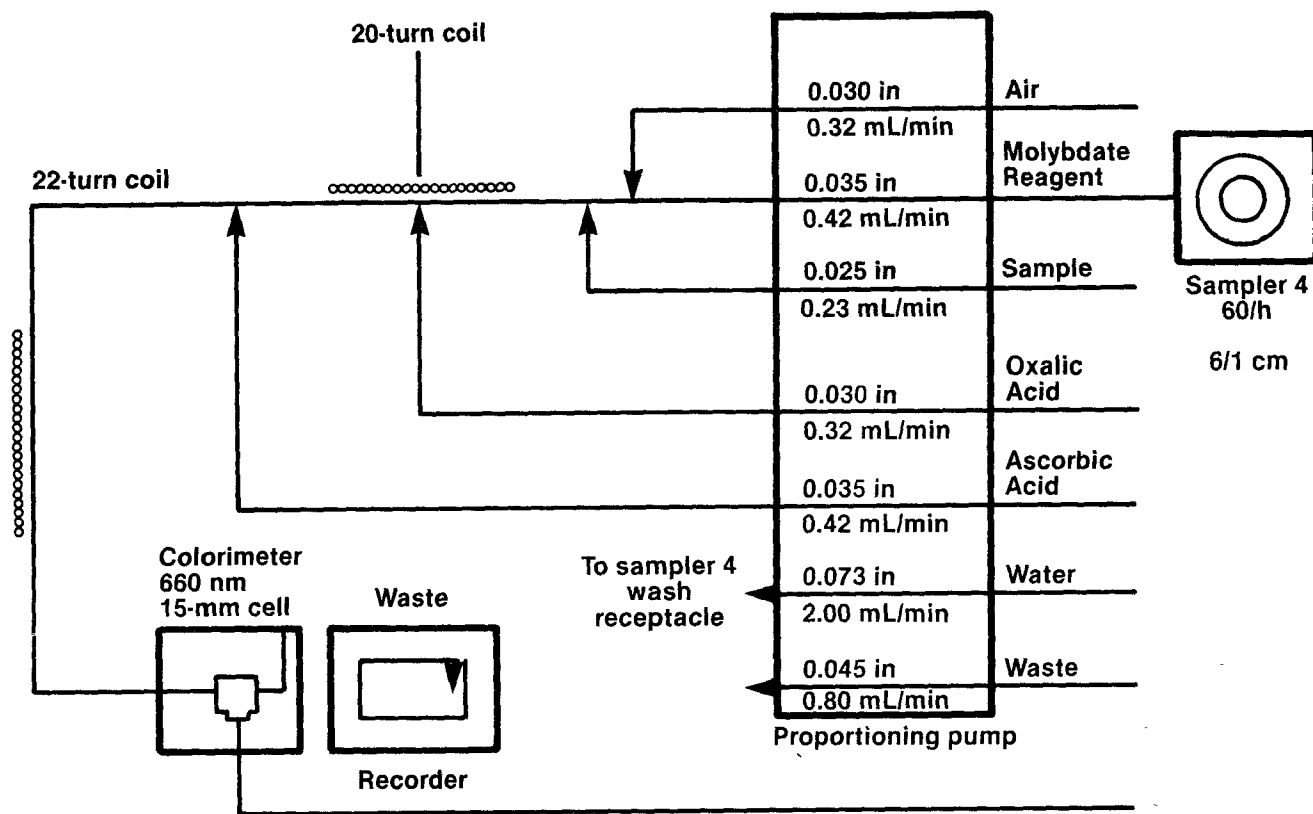 20-turn coil
22-turn coil
0.030 in
Air
0.32 mL/min
Molybdate
Reagent
0.035 in
0.42 mL/min
0.025 in
Sample
0.23 mL/min
Sampler 4
60/h
6/1 cm
Oxalic
Acid
0.030 in
0.32 mL/min
Ascorbic
Acid
0.035 in
0.42 mL/min
To sampler 4
wash
receptacle
0.073 in
Water
2.00 mL/min
0.045 in
Waste
0.80 mL/min
Proportioning pump
Colorimeter
660 nm
15-mm cell
Waste
Recorder